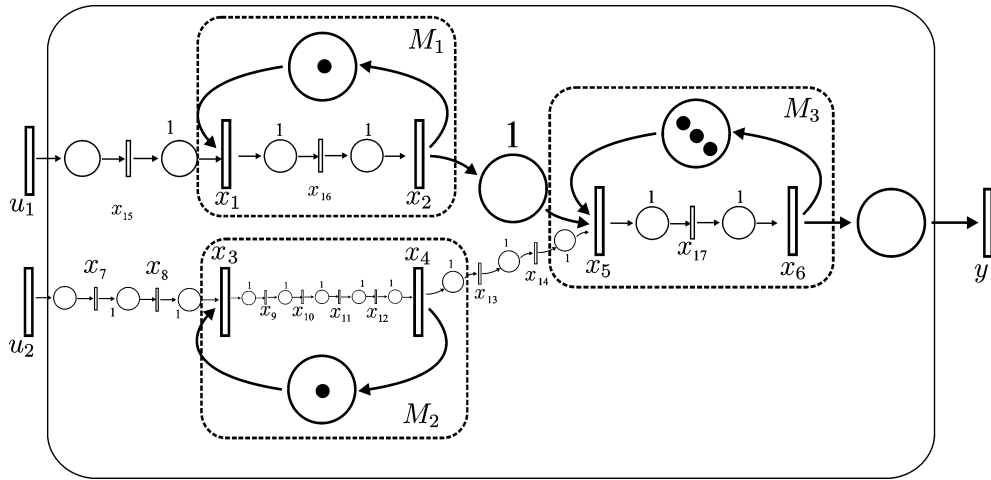 M₁
1
1
1
u₁
x₁₅
x₁
x₁₆
x₂
1
M₃
1
1
x₅
x₁₇
x₆
y
u₂
x₇
1
x₈
1
x₃
1
x₉
1
x₁₀
1
x₁₁
1
x₁₂
1
x₄
1
x₁₃
1
x₁₄
1
M₂